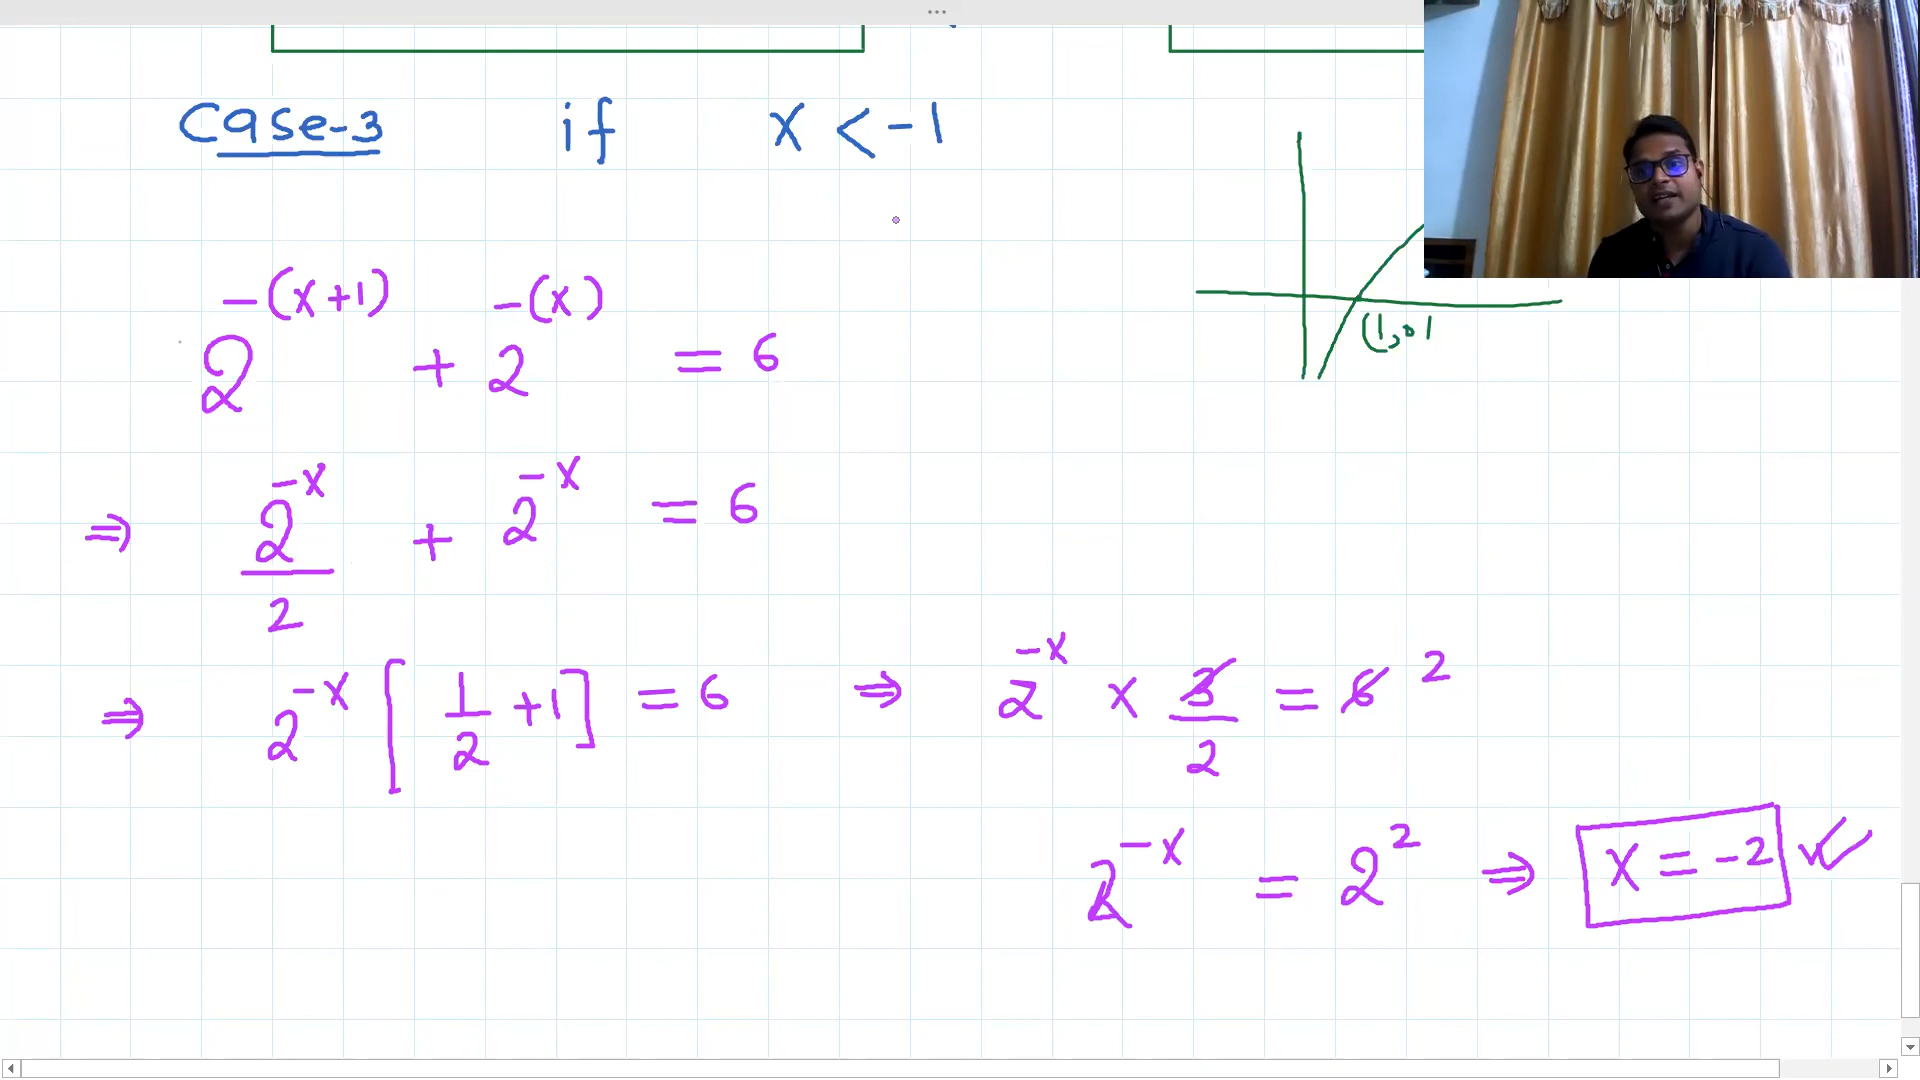 Case-3 if x < -1
2^{-(x+1)} + 2^{-(x)} = 6
(1,0)
⇒ 2^{-x}/2 + 2^{-x} = 6
⇒ 2^{-x} [1/2 + 1] = 6 ⇒ 2^{-x} × 3/2 = 6 2
2^{-x} = 2^2 ⇒ x = -2 ✓